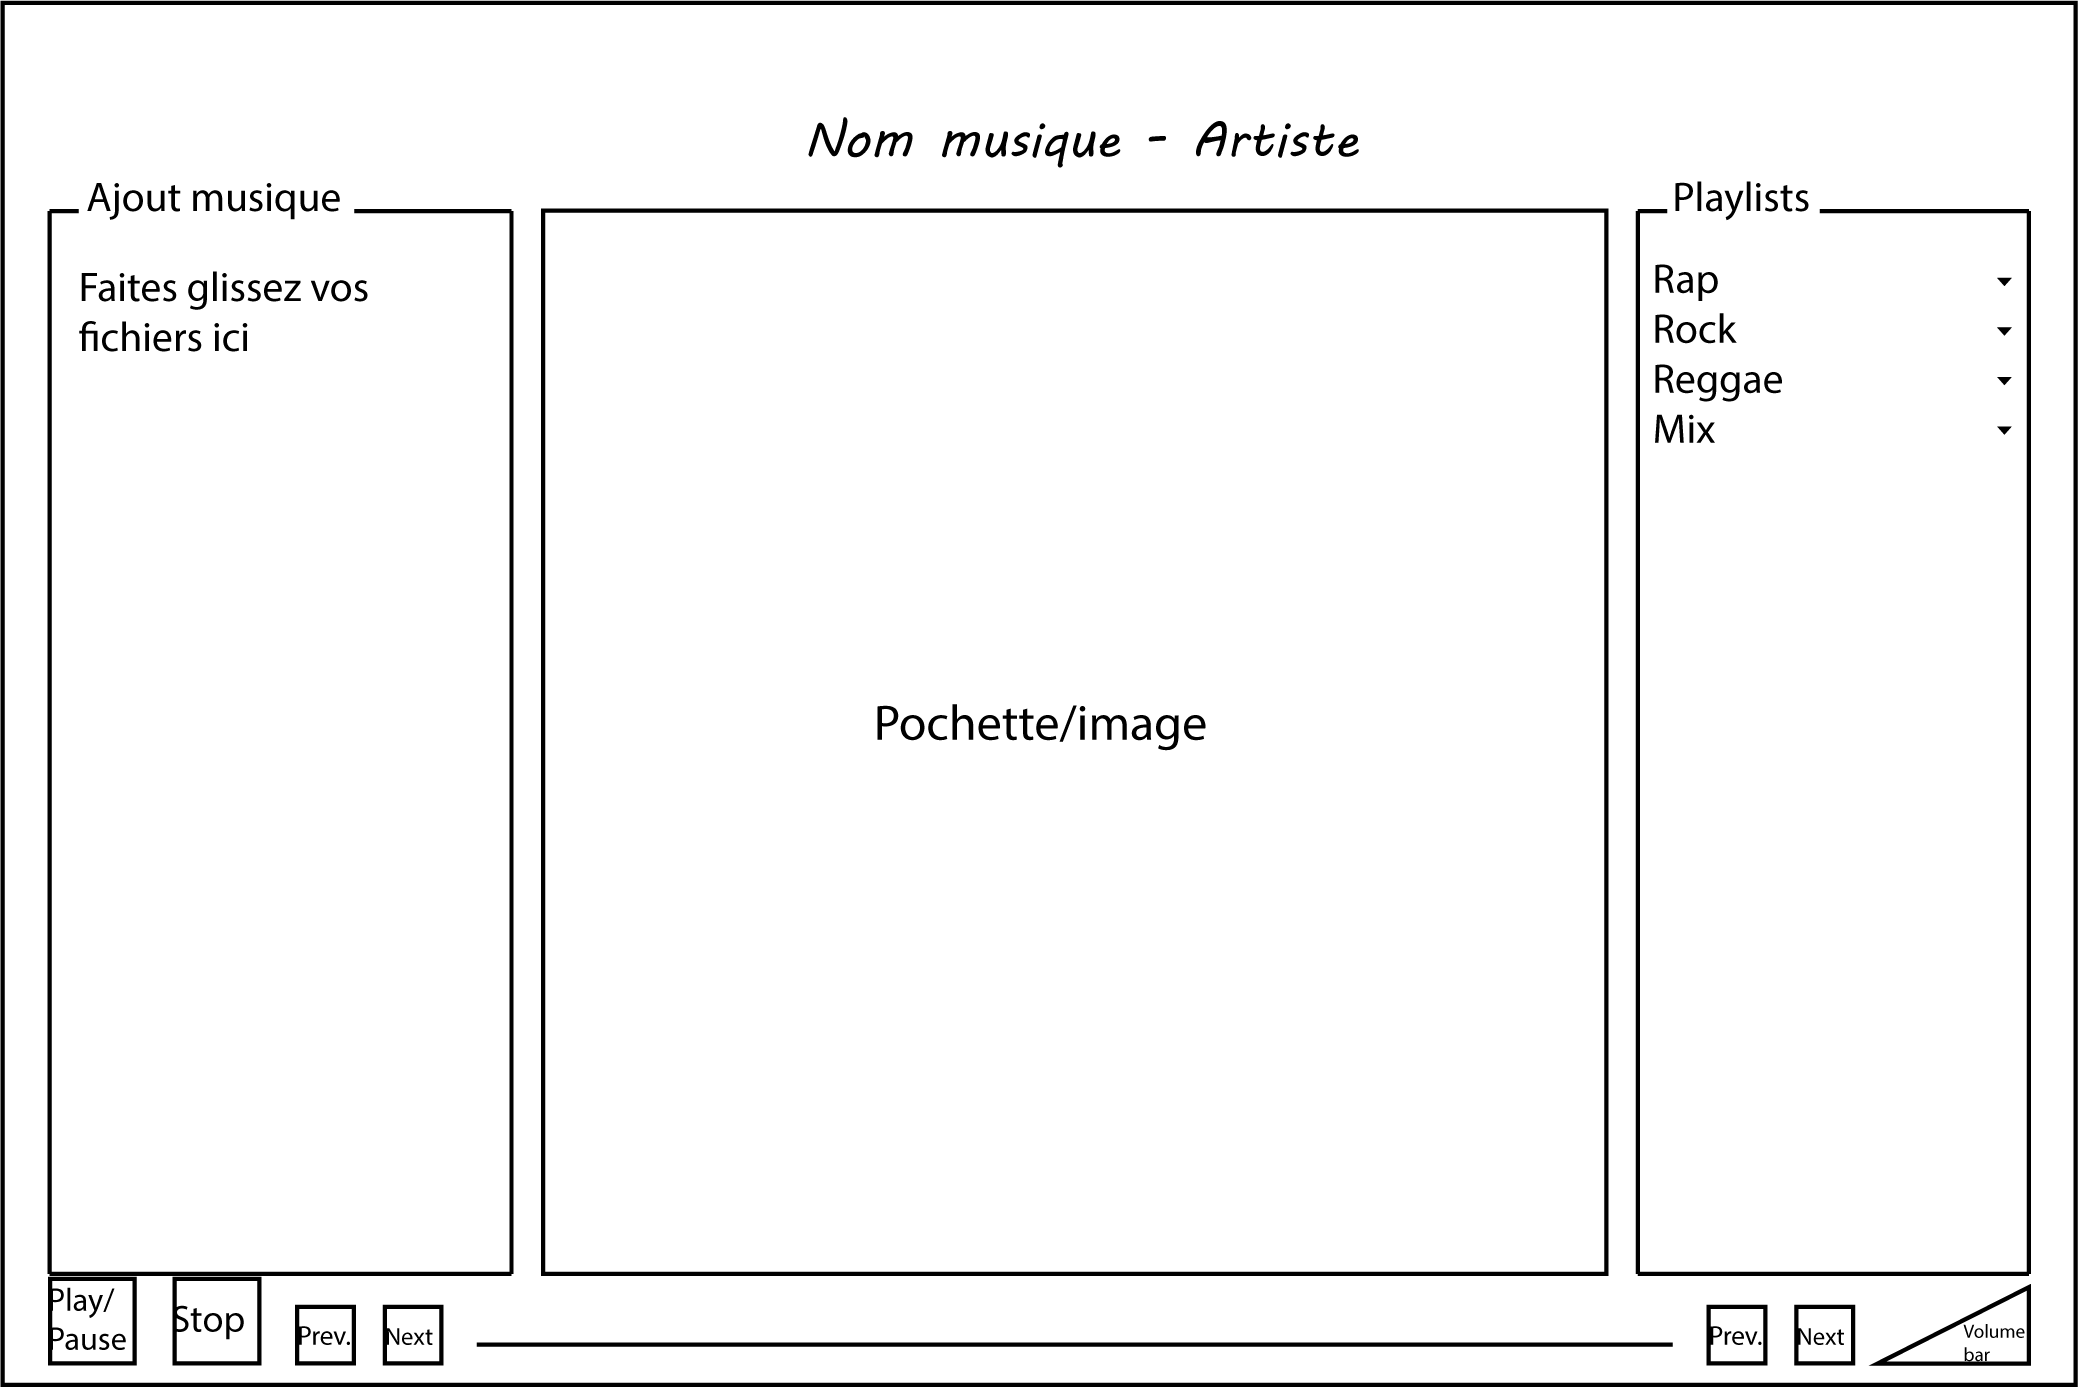 Nom musique - Artiste
Ajout musique
Faites glissez vos
fichiers ici
Pochette/image
Playlists
Rap
Rock
Reggae
Mix
Play/
Pause
Stop
Prev.
Next
Prev.
Next
Volume
bar